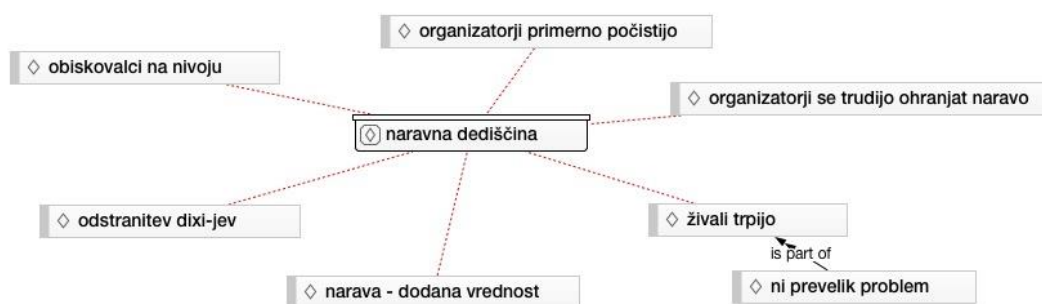 organizatorji primerno počistijo
obiskovalci na nivoju
organizatorji se trudijo ohranjat naravo
naravna dediščina
odstranitev dixi-jev
živali trpijo
is part of
ni prevelik problem
narava - dodana vrednost